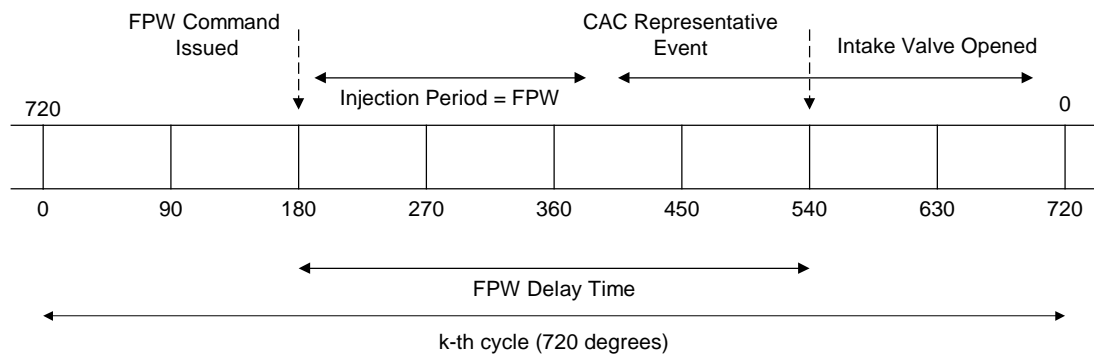 FPW Command
Issued
CAC Representative
Event
Intake Valve Opened
Injection Period = FPW
720
0
0
90
180
270
360
450
540
630
720
FPW Delay Time
k-th cycle (720 degrees)